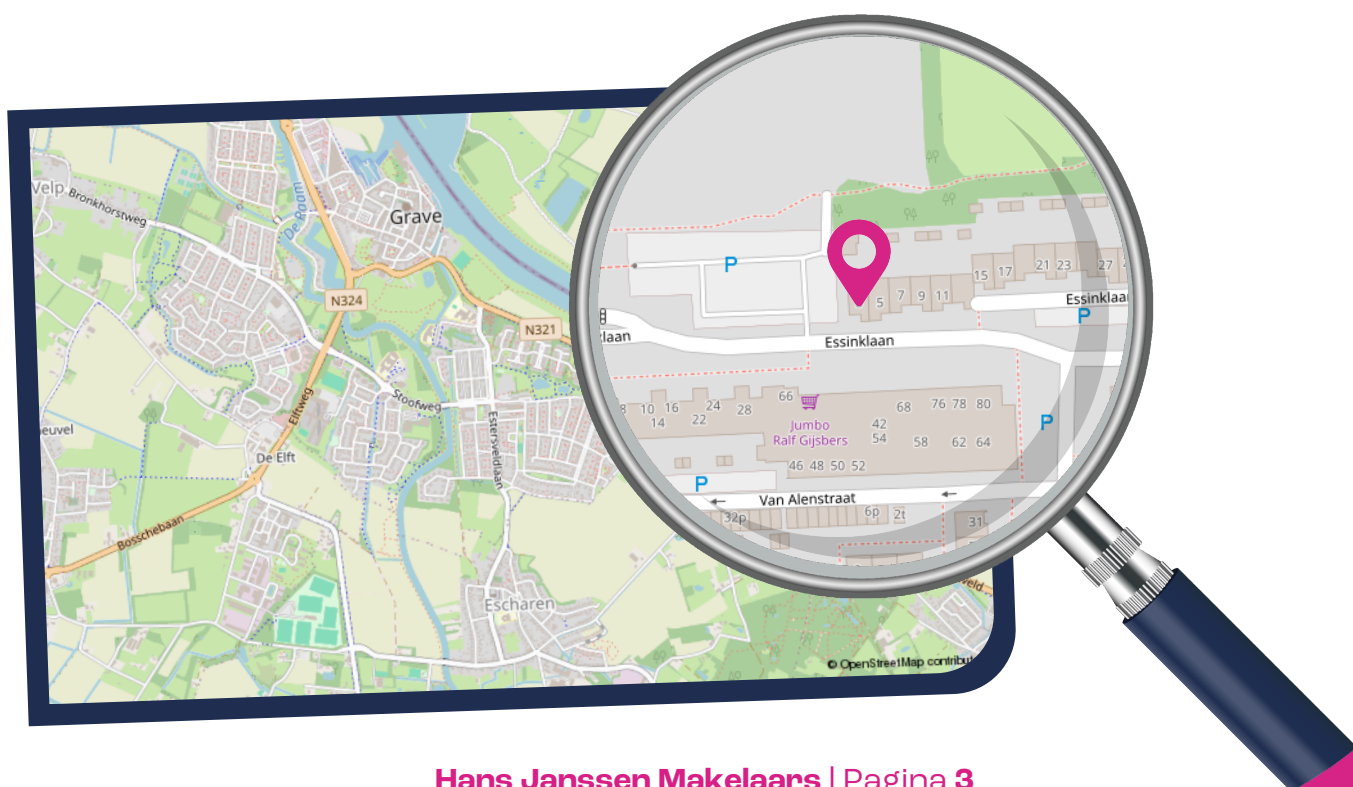 Velp
Bronkhorstweg
De Raam
Grave
N324
N321
Elftweg
Stoofweg
Estersveldlaan
De Elft
Bosschebaan
Escharen
© OpenStreetMap
P
5 7 9 11
15 17 21 23 27
P
Essinklaan
laan
8 10 16 24 28 66
14 22
Jumbo
Ralf Gijsbers
68 76 78 80
42
54 58 62 64
46 48 50 52
P
P
Van Alenstraat
32p 6p 2t 31
Hans Janssen Makelaars | Pagina 3